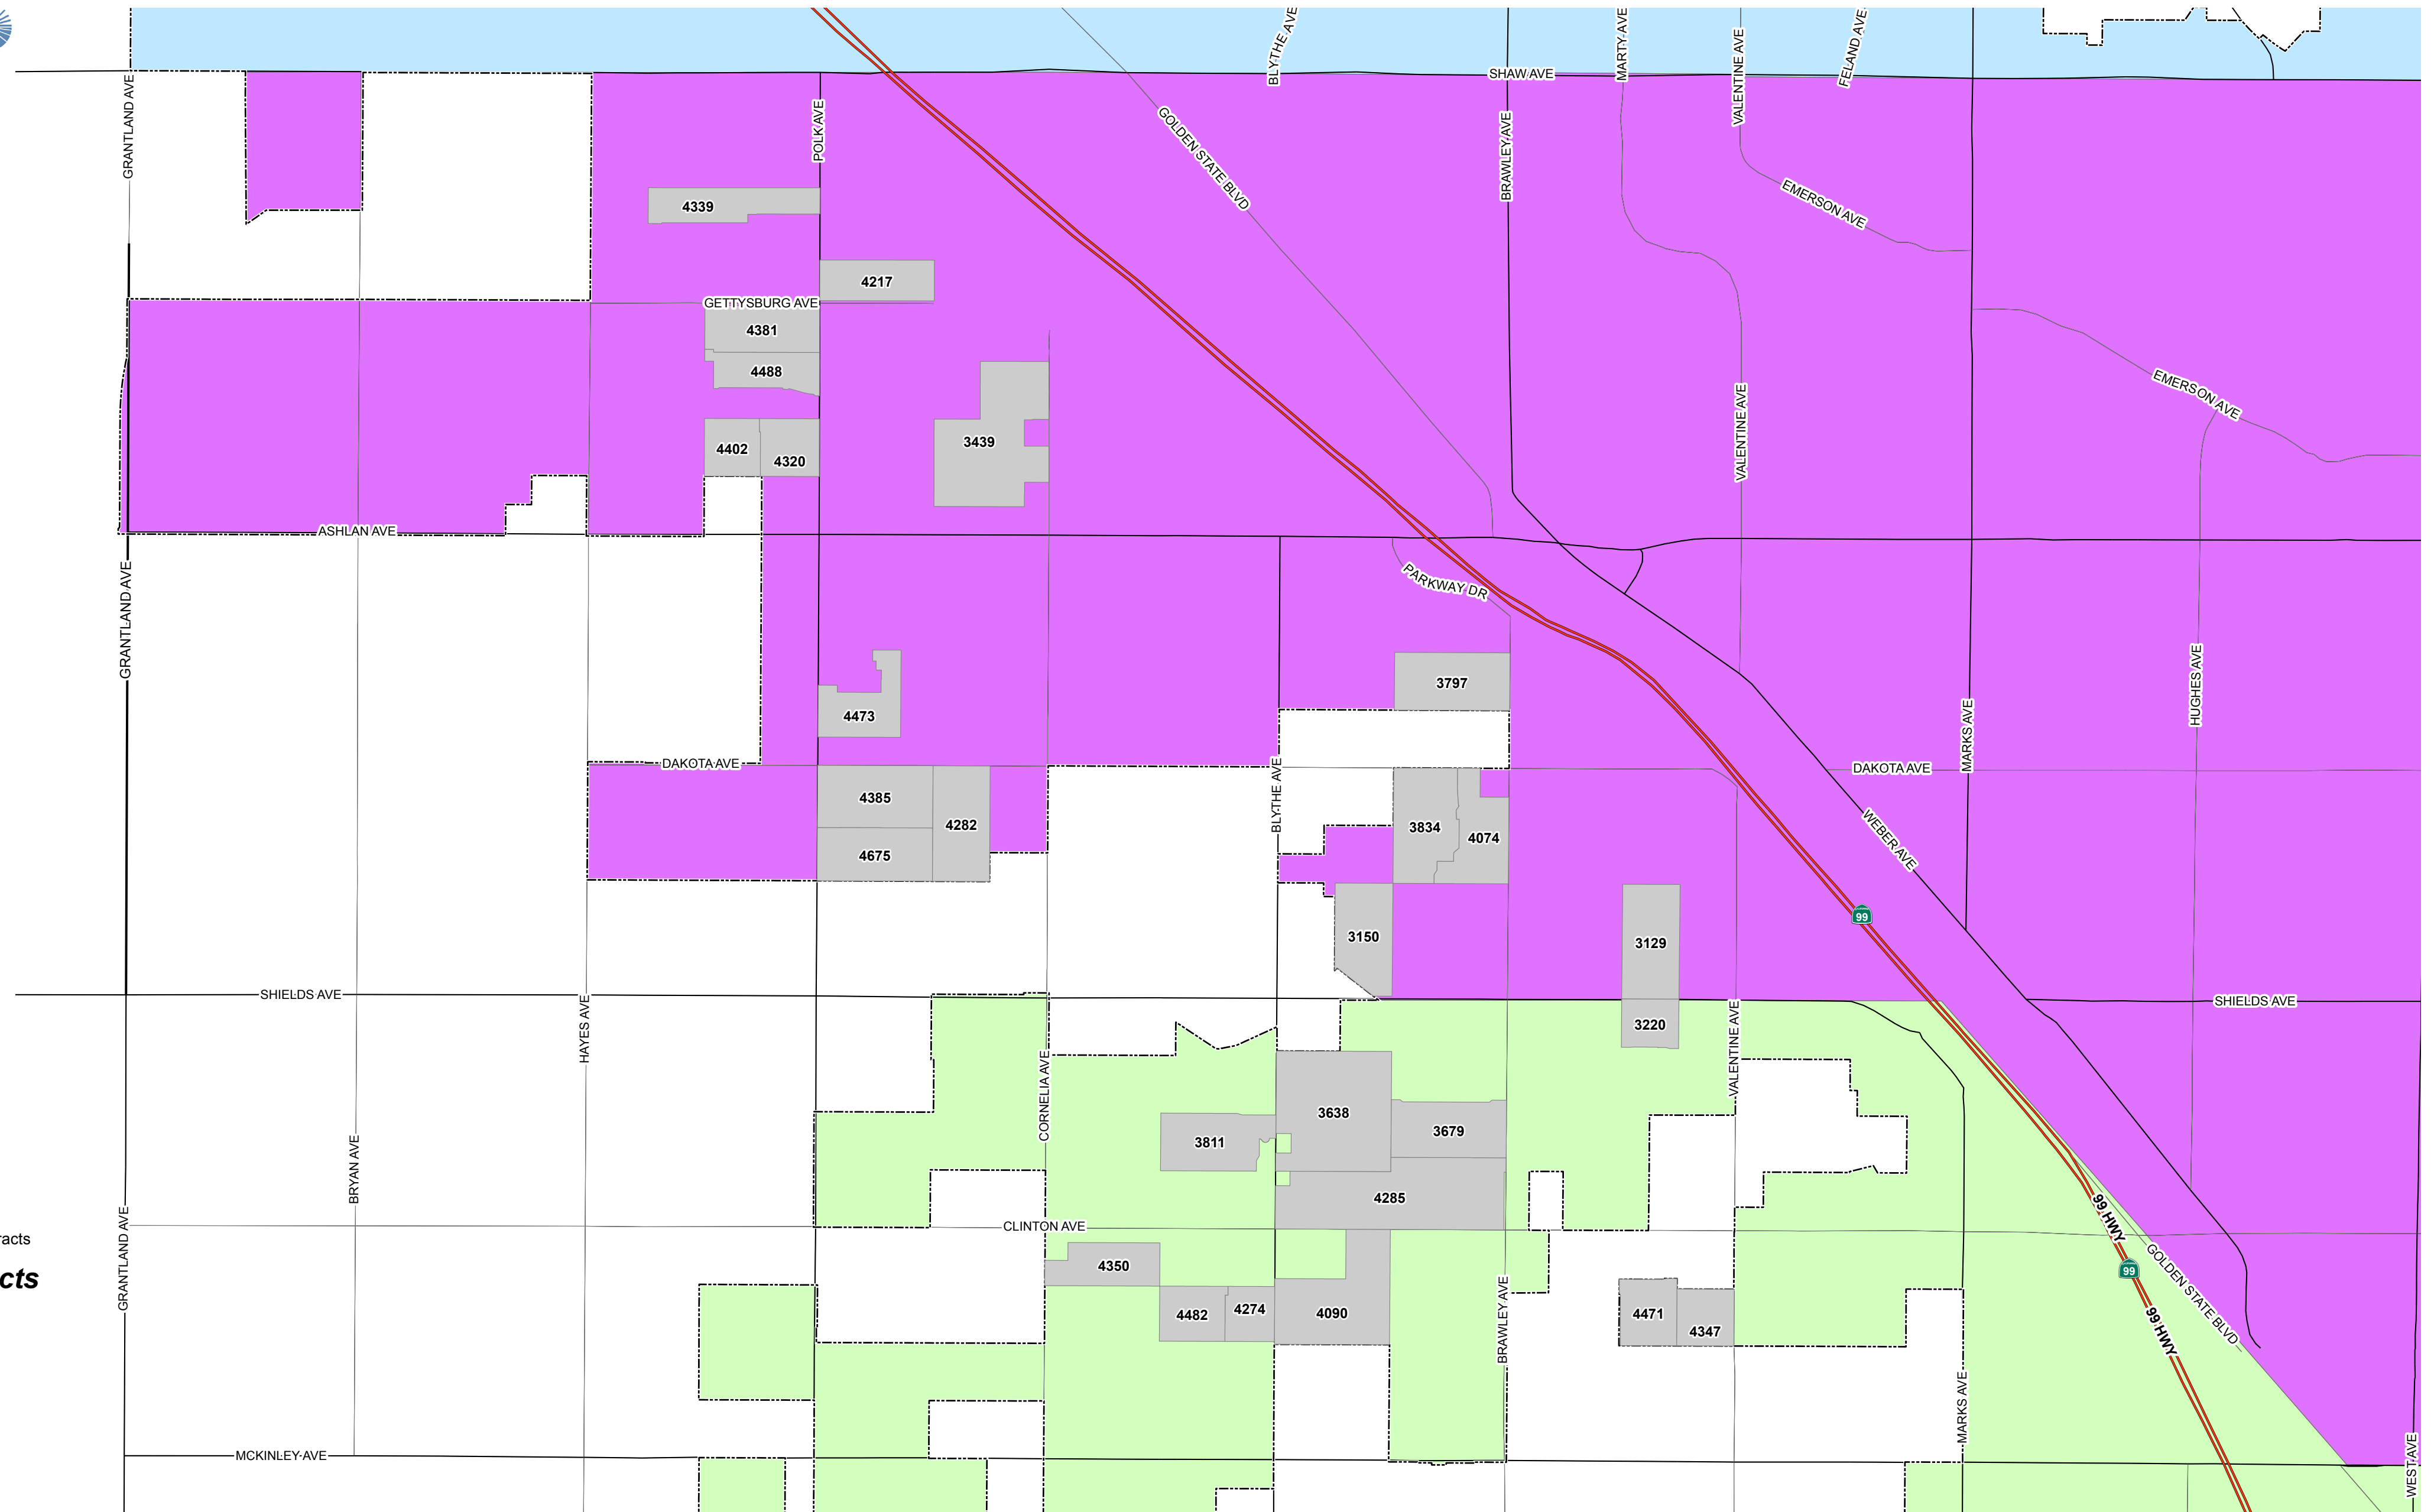 BLYTHE AVE
MARTY AVE
VALENTINE AVE
FELAND AVE
GRANTLAND AVE
POLK AVE
SHAW AVE
GOLDEN STATE BLVD
BRAWLEY AVE
EMERSON AVE
4339
4217
GETTYSBURG AVE
4381
4488
4402
4320
3439
VALENTINE AVE
EMERSON AVE
ASHLAN AVE
GRANTLAND AVE
PARKWAY DR
3797
4473
HUGHES AVE
MARKS AVE
DAKOTA AVE
BLYTHE AVE
DAKOTA AVE
4385
4282
4675
3834
4074
WEBER AVE
99
3150
3129
SHIELDS AVE
HAYES AVE
SHIELDS AVE
3220
VALENTINE AVE
CORNELIA AVE
3638
3679
3811
BRYAN AVE
4285
GRANTLAND AVE
CLINTON AVE
99 HWY
racts
cts
4350
4482
4274
4090
BRAWLEY AVE
4471
4347
99
GOLDEN STATE BLVD
99 HWY
MARKS AVE
MCKINLEY AVE
WEST AVE